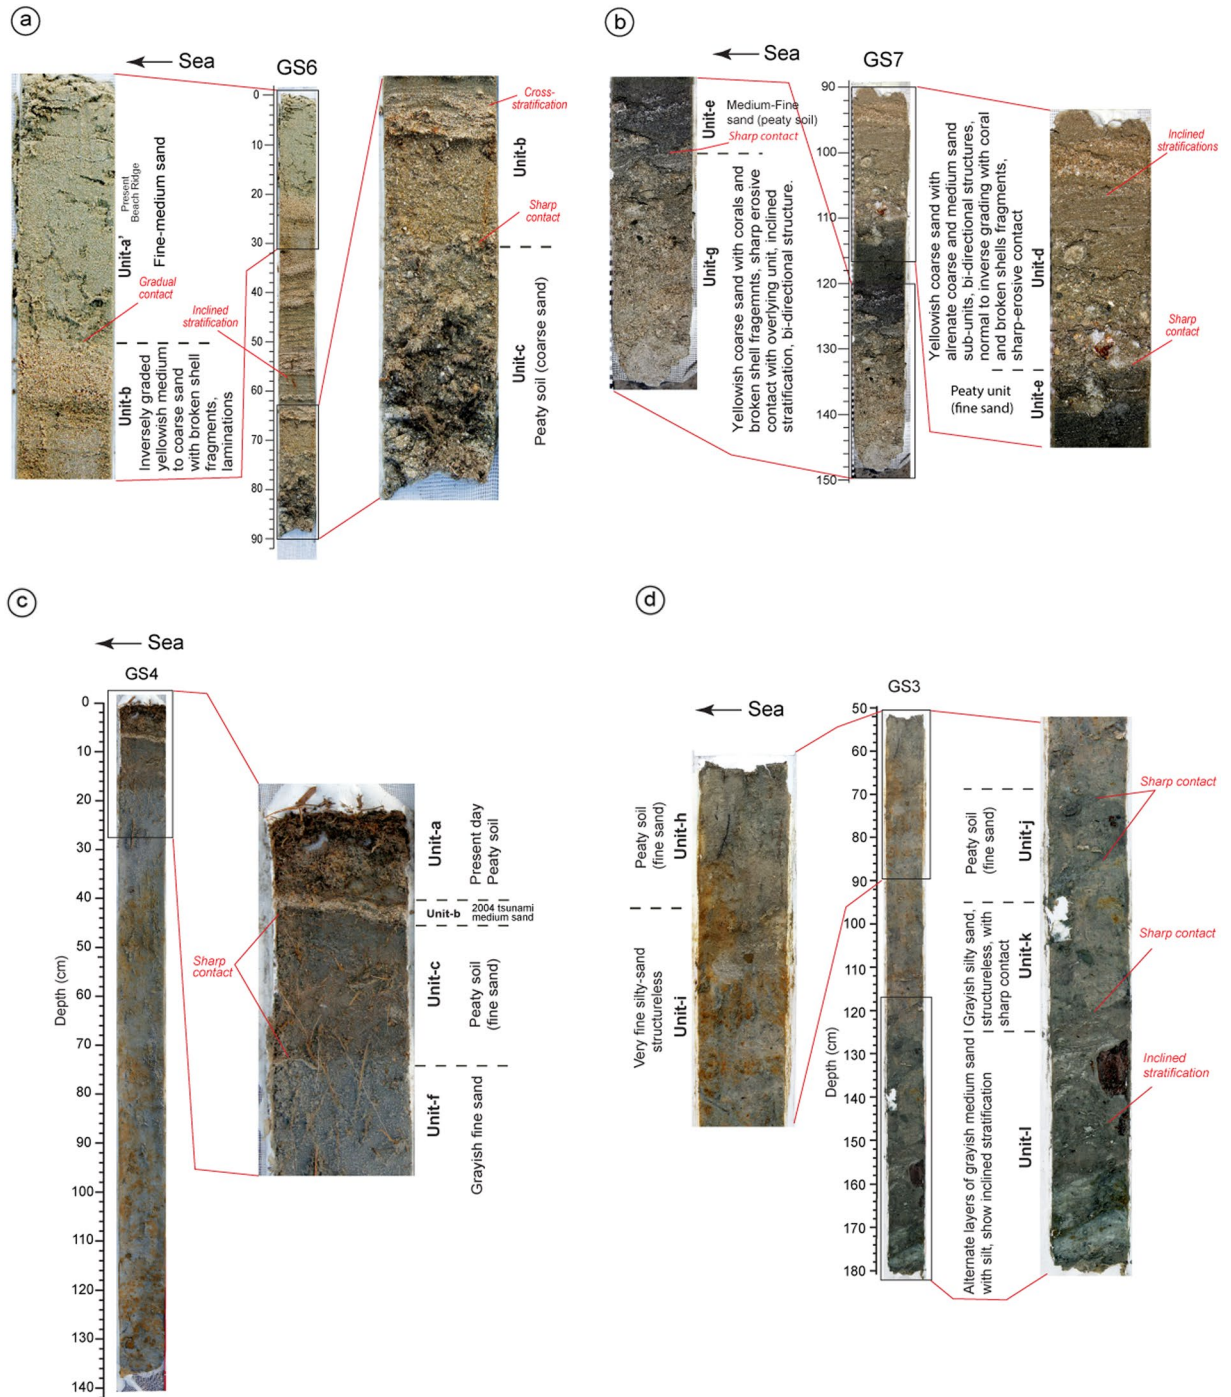 a
Sea
GS6
0
10
20
30
40
50
60
70
80
90
Present
Beach Ridge
Unit-a'
Fine-medium sand
Gradual
contact
Unit-b
Inversely graded
yellowish medium
to coarse sand
with broken shell
fragments,
laminations
Inclined
stratification
Cross-
stratification
Unit-b
Sharp
contact
Unit-c
Peaty soil (coarse sand)
b
Sea
GS7
90
100
110
120
130
140
150
Unit-e
Medium-Fine
sand (peaty soil)
Sharp contact
Unit-g
Yellowish coarse sand with corals and
broken shell fragemnts, sharp erosive
contact with overlying unit, inclined
stratification, bi-directional structure.
Yellowish coarse sand with
alrenate coarse and medium sand
sub-units, bi-directional structures,
normal to inverse grading with coral
and broken shells fragments,
sharp-erosive contact
Unit-d
Inclined
stratifications
Sharp
contact
Peaty unit
(fine sand)
Unit-e
c
Sea
GS4
Depth (cm)
0
10
20
30
40
50
60
70
80
90
100
110
120
130
140
Unit-a
Present day
Peaty soil
Unit-b
2004 tsunami
medium sand
Sharp
contact
Unit-c
Peaty soil
(fine sand)
Unit-f
Grayish fine sand
d
Sea
GS3
Depth (cm)
50
60
70
80
90
100
110
120
130
140
150
160
170
180
Peaty soil
(fine sand)
Unit-h
Very fine silty-sand
structureless
Unit-i
Peaty soil
(fine sand)
Unit-j
Sharp contact
Grayish silty sand,
structureless, with
sharp contact
Unit-k
Sharp contact
Alternate layers of grayish medium sand
with silt, show inclined stratification
Unit-l
Inclined
stratification